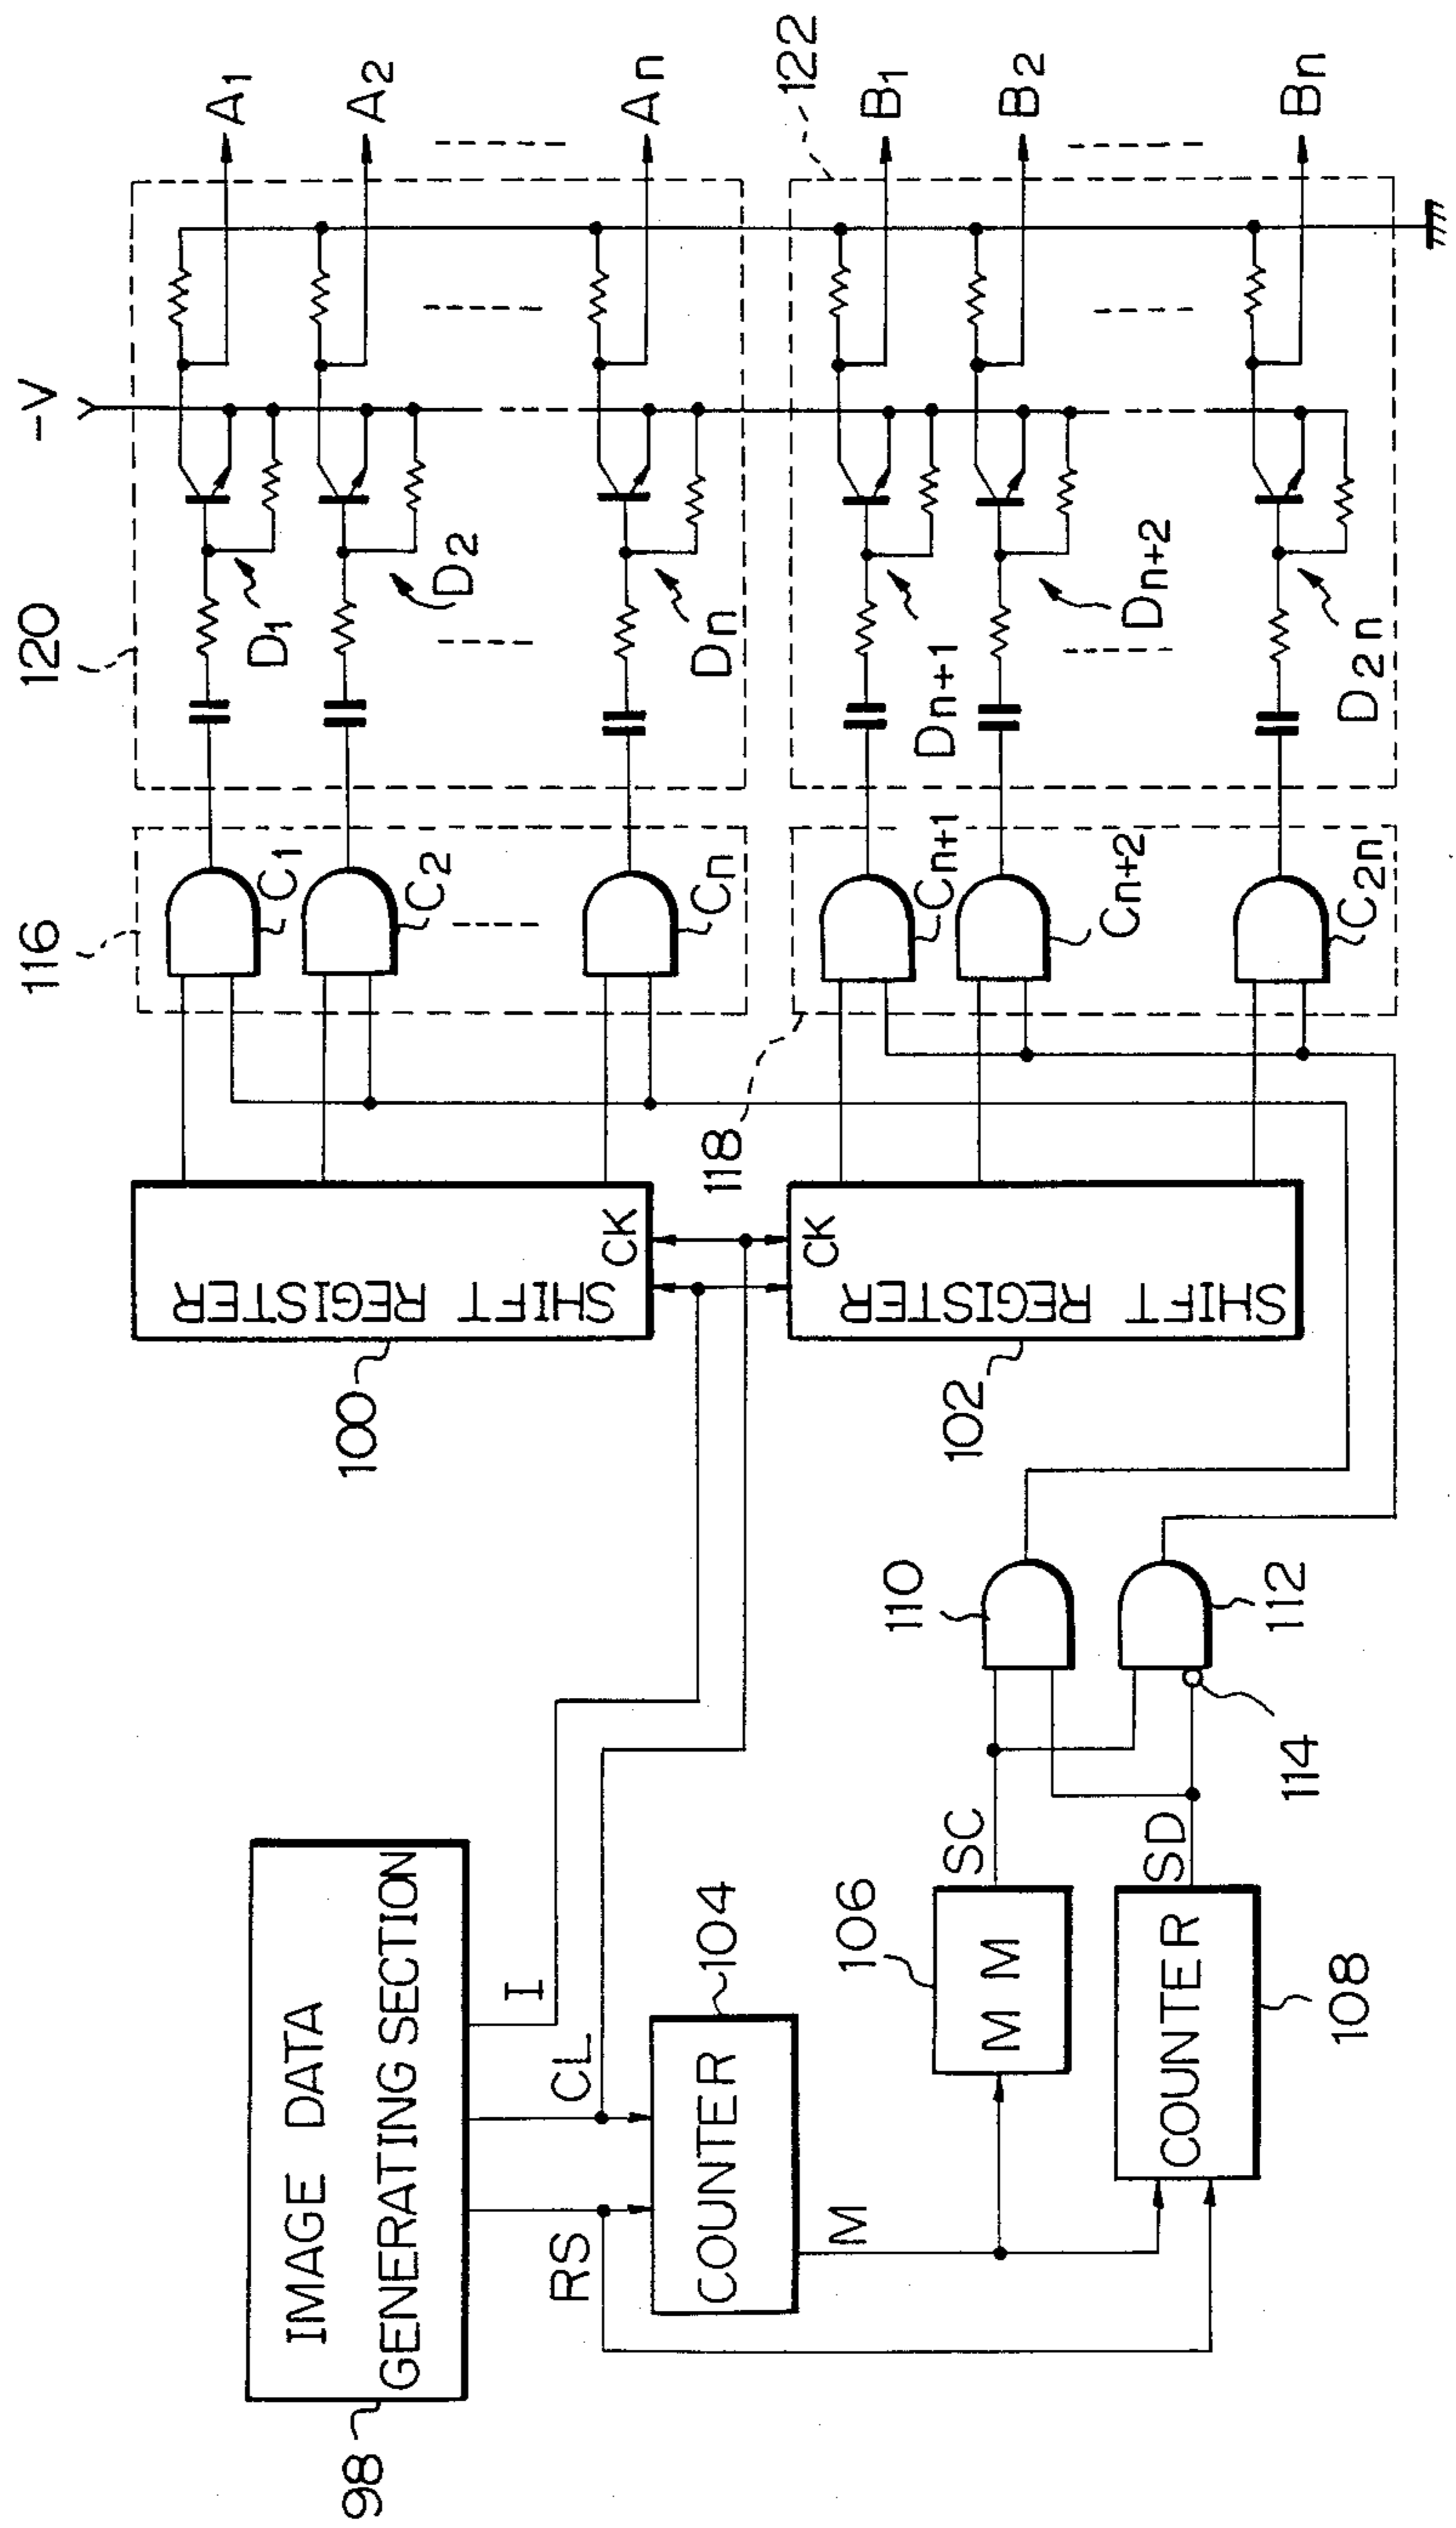 98
IMAGE DATA
GENERATING SECTION
RS
CL
I
COUNTER
104
M
106
M M
COUNTER
108
SC
SD
110
112
114
100
SHIFT REGISTER
CK
102
SHIFT REGISTER
CK
116
C1
C2
Cn
118
Cn+1
Cn+2
C2n
120
D1
D2
Dn
Dn+1
Dn+2
D2n
-V
122
A1
A2
An
B1
B2
Bn